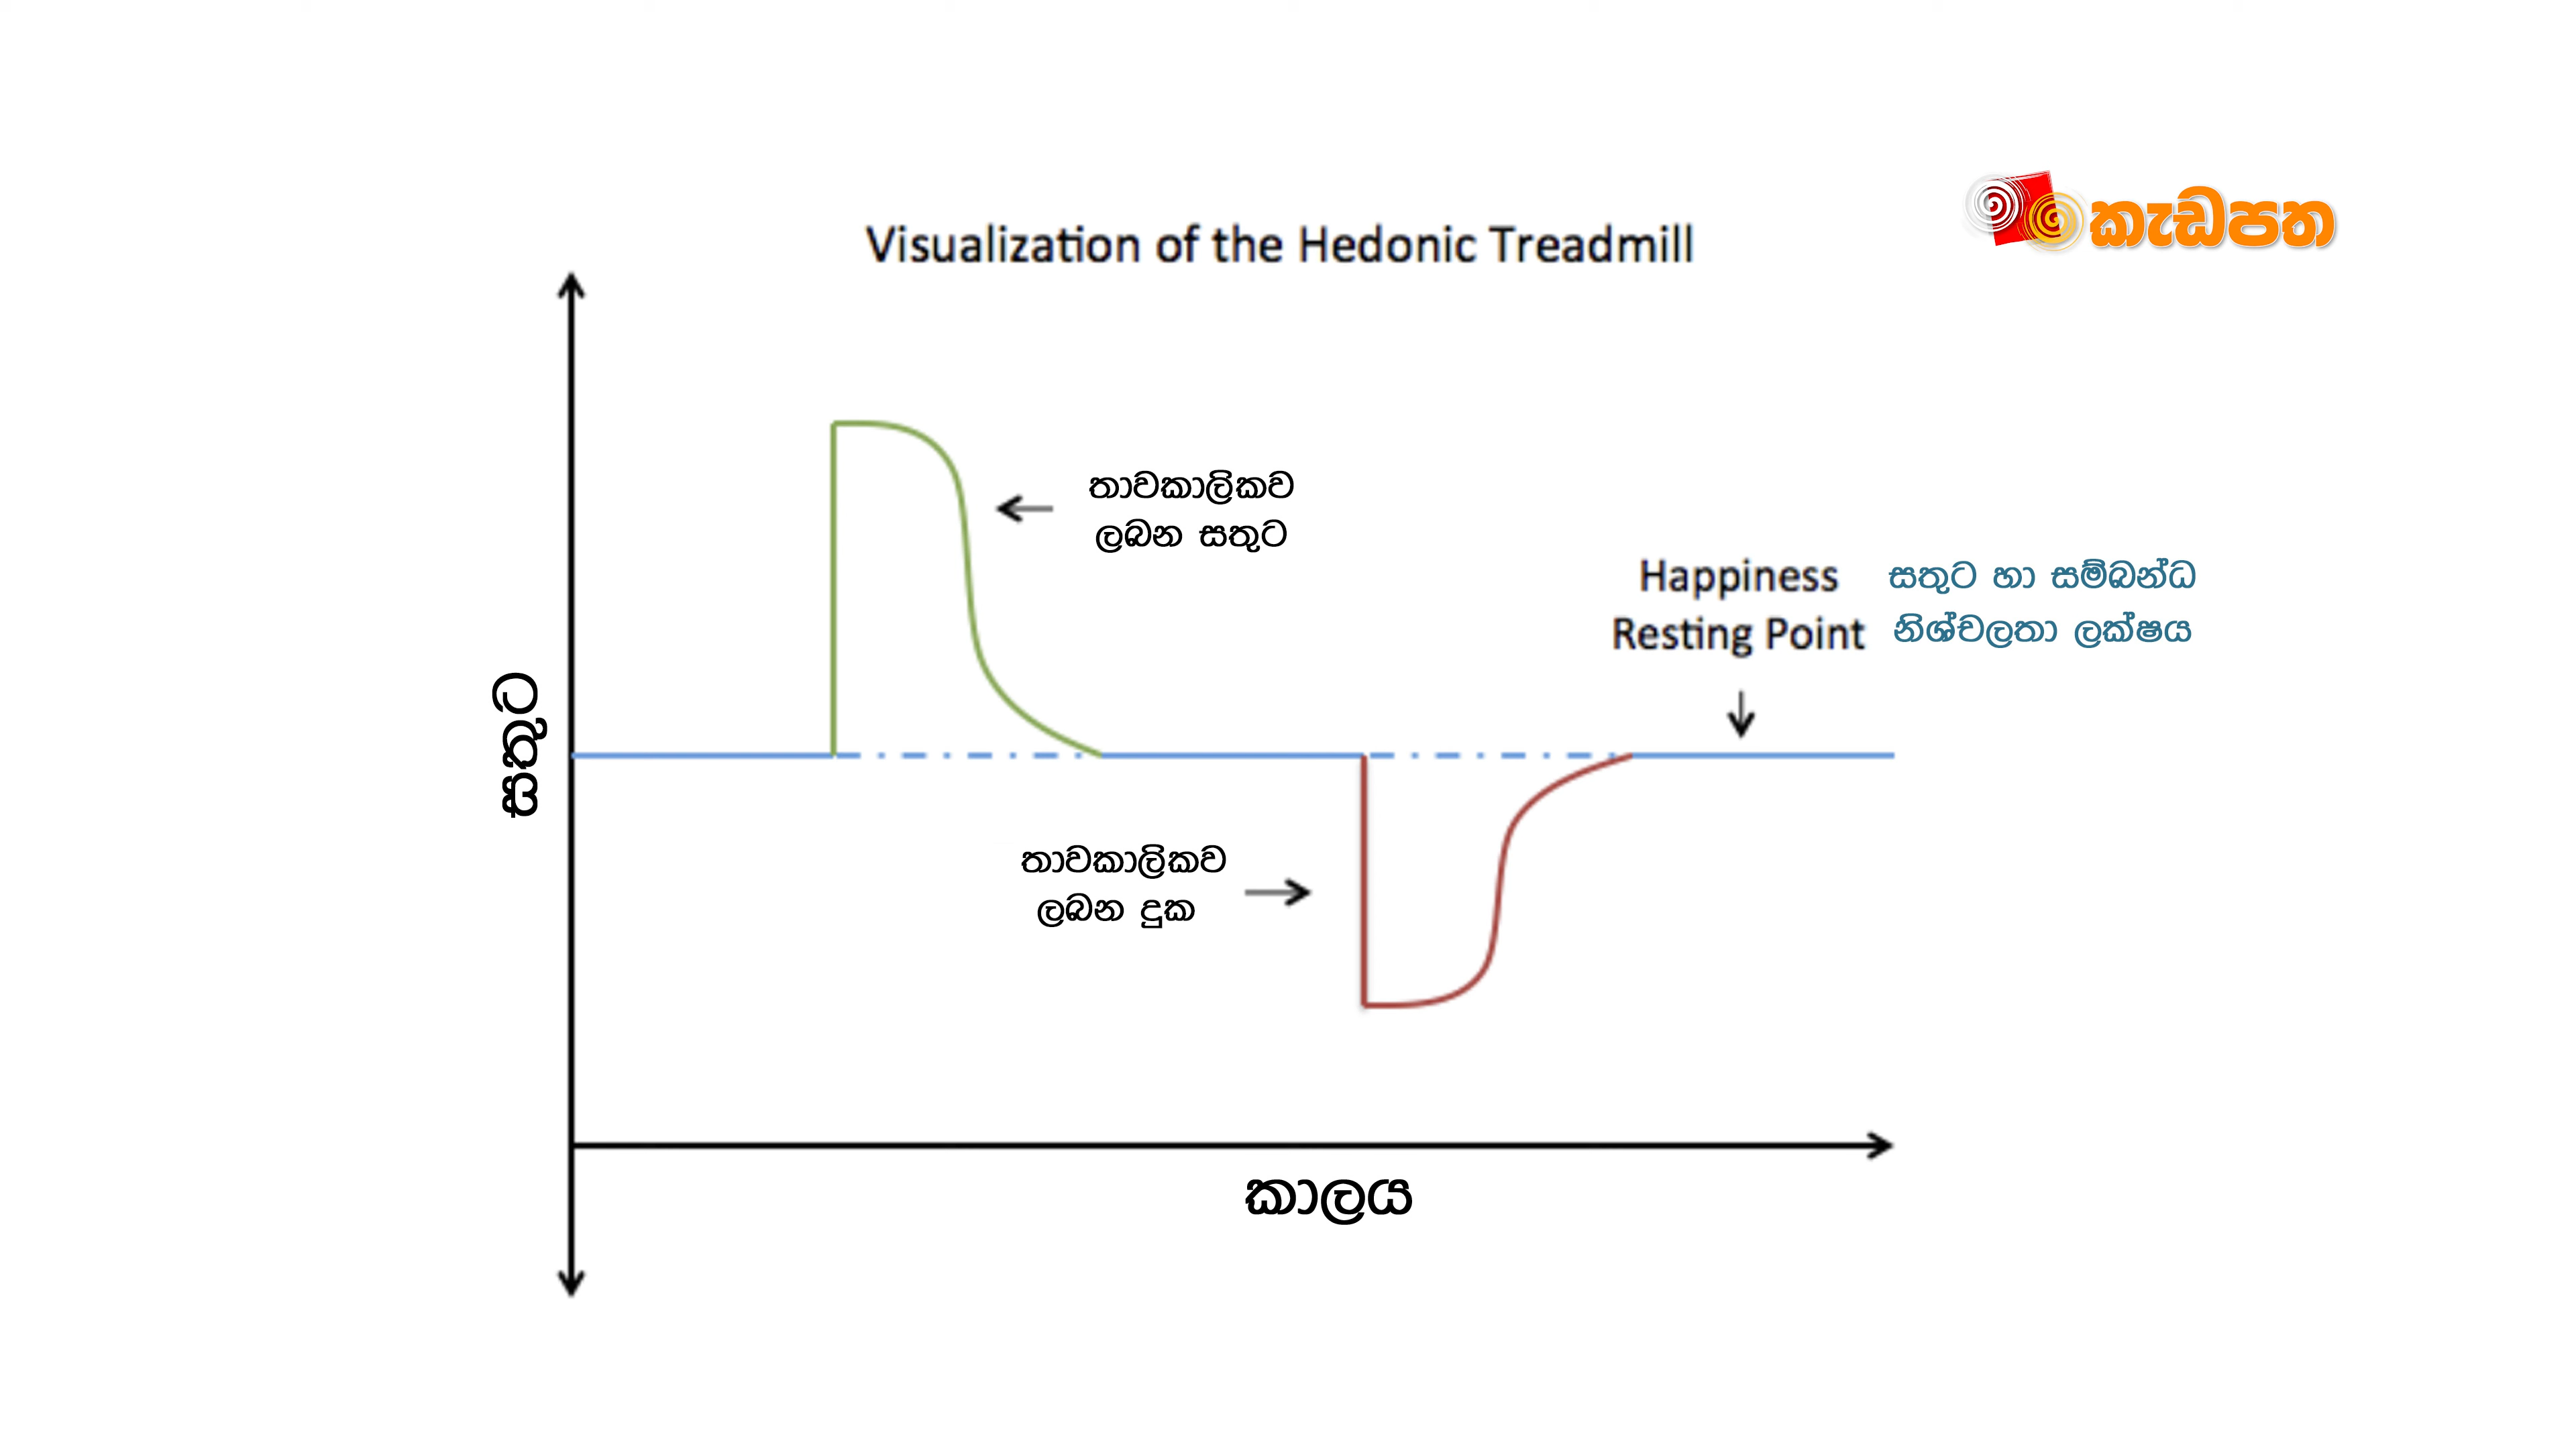 කැඩපත
Visualization of the Hedonic Treadmill
තාවකාලිකව
ලබන සතුට
Happiness
Resting Point
සතුට හා සම්බන්ධ
නිශ්චලතා ලක්ෂය
සතුට
තාවකාලිකව
ලබන දුක
කාලය